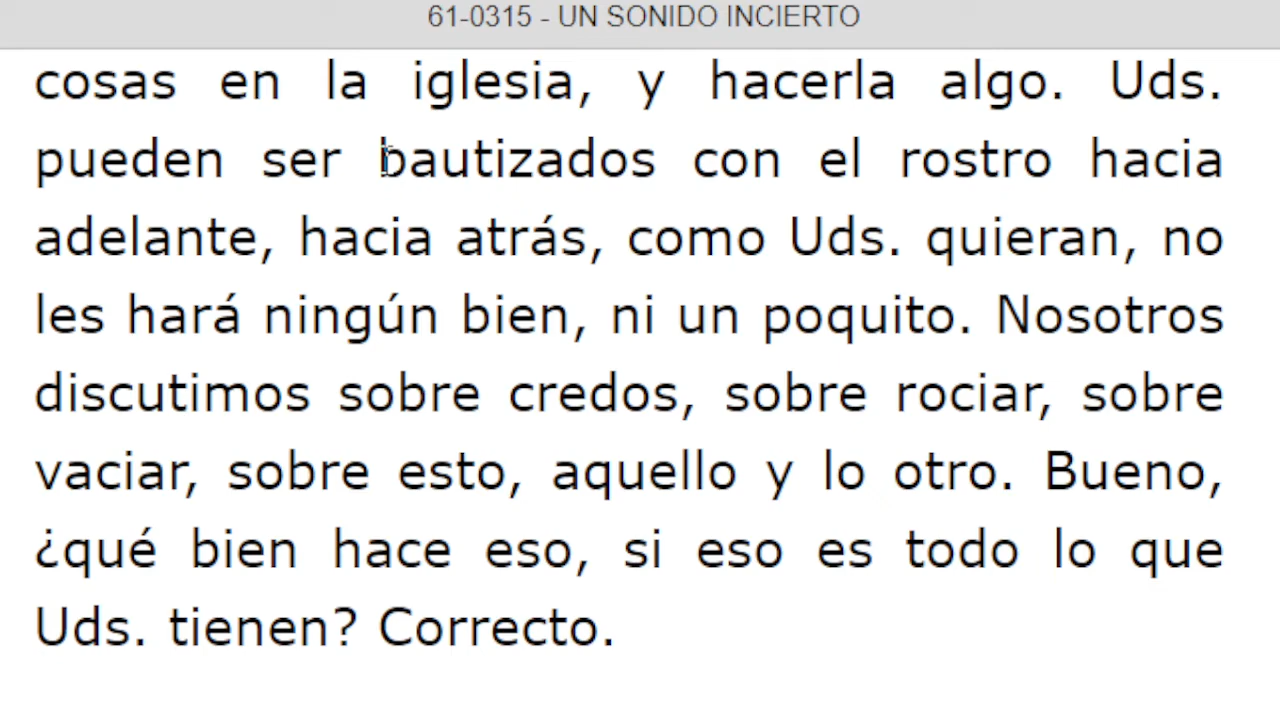 61-0315 - UN SONIDO INCIERTO
cosas en la iglesia, y hacerla algo. Uds.
pueden ser bautizados con el rostro hacia
adelante, hacia atrás, como Uds. quieran, no
les hará ningún bien, ni un poquito. Nosotros
discutimos sobre credos, sobre rociar, sobre
vaciar, sobre esto, aquello y lo otro. Bueno,
¿qué bien hace eso, si eso es todo lo que
Uds. tienen? Correcto.